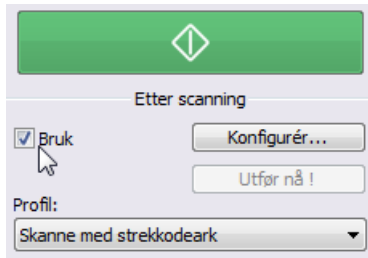 Etter scanning
Bruk
Konfigurér...
Utfør nå !
Profil:
Skanne med strekkodeark